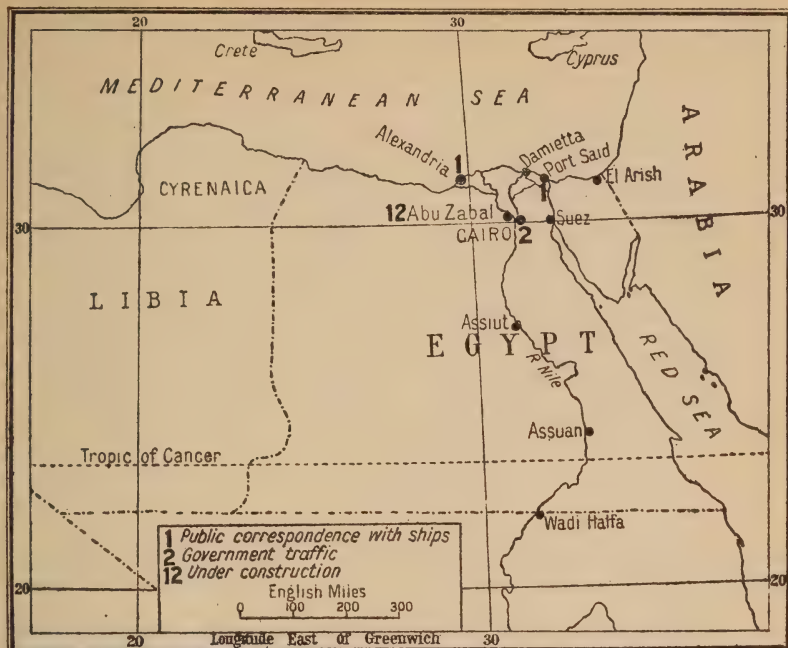 20
30
Crete
Cyprus
MEDITERRANEAN SEA
ARABIA
Alexandria
1
Damietta
Port Said
1
El Arish
CYRENAICA
12 Abu Zabal
CAIRO 2
Suez
30
30
LIBIA
Assiut
EGYPT
R Nile
RED SEA
Assuan
Tropic of Cancer
Wadi Halfa
1 Public correspondence with ships
2 Government traffic
12 Under construction
English Miles
0 100 200 300
20
20
20
30
Longitude East of Greenwich